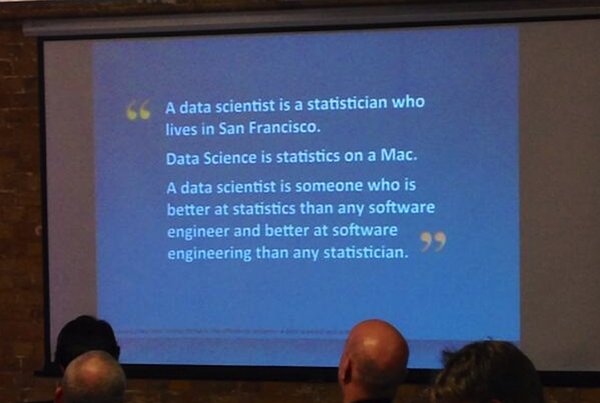 “ A data scientist is a statistician who
lives in San Francisco.
Data Science is statistics on a Mac.
A data scientist is someone who is
better at statistics than any software
engineer and better at software
engineering than any statistician. ”